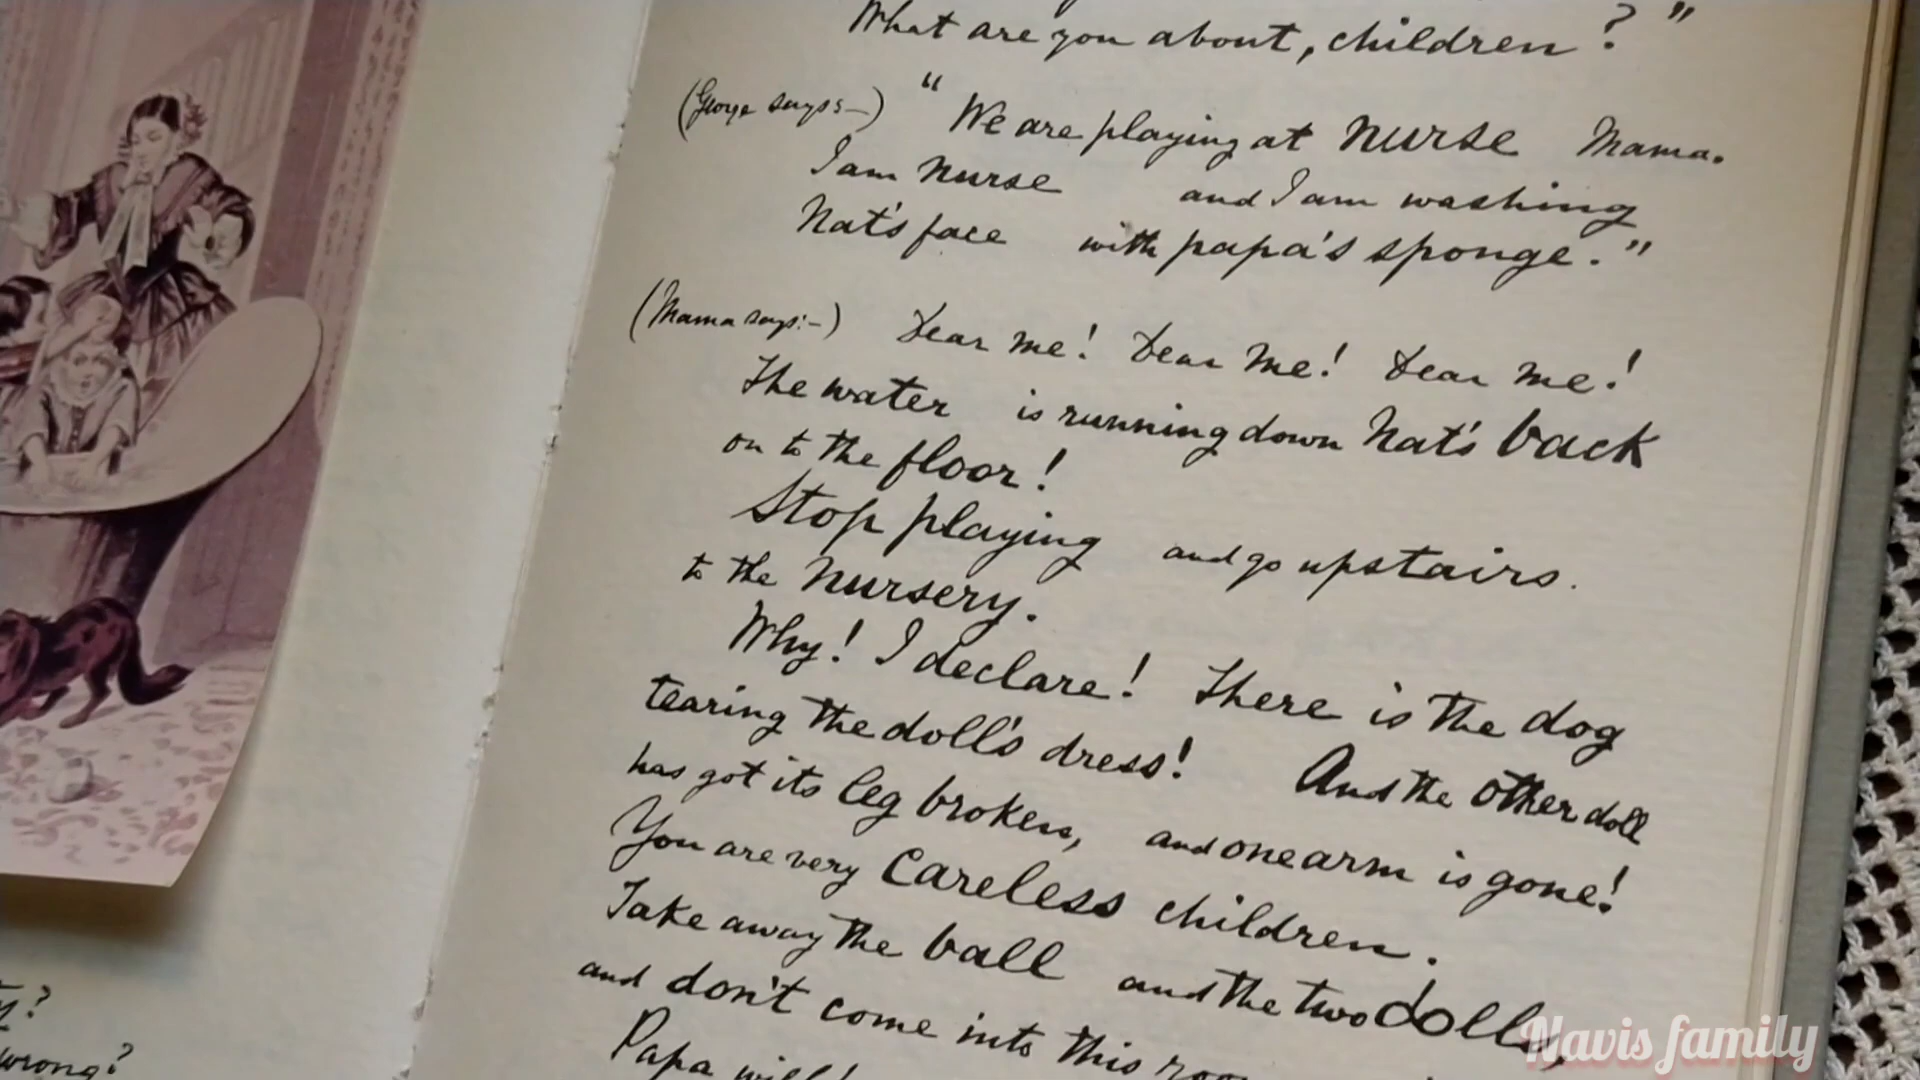 ?
wrong?
What are you about, children?"
(George says:-) "We are playing at nurse Mama.
I am nurse and I am washing
Nat's face with papa's sponge."
(Mama says:-) Dear me! Dear me! Dear me!
The water is running down Nat's back
on to the floor!
Stop playing and go upstairs.
to the nursery.
Why! I declare! There is the dog
tearing the doll's dress! And the other doll
has got its leg broken, and one arm is gone!
You are very careless children.
Take away the ball and the two dolls,
and don't come into this
Papa will!
Navis family